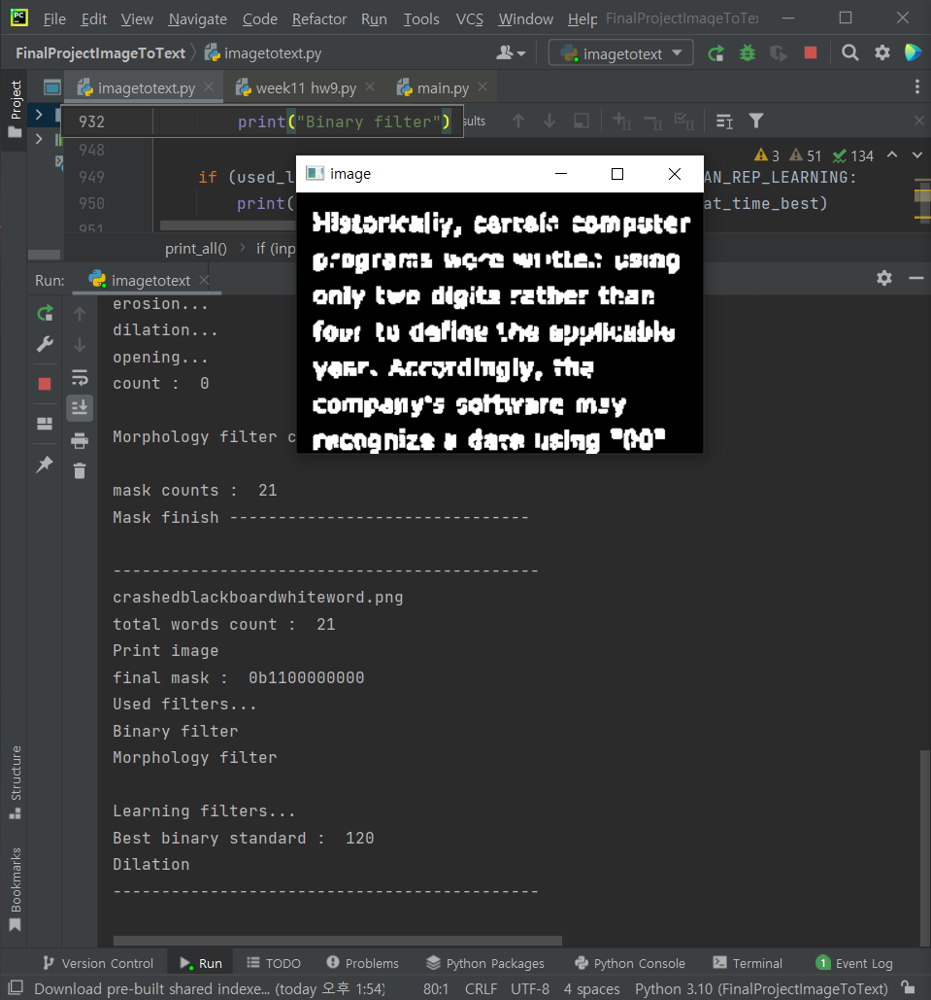 File Edit View Navigate Code Refactor Run Tools VCS Window Help FinalProjectImageToTe
FinalProjectImageToText imagetotext.py imagetotext
Project
imagetotext.py week11 hw9.py main.py
932 print("Binary filter") sults
948
3 51 134
949 if (used_l AN_REP_LEARNING:
950 print( at_time_best)
951
print_all() if (inp
image
Historically, certain computer
programs were written using
only two digits rather than
four to define the applicable
year. Accordingly, the
company's software may
recognize a date using "00"
Run: imagetotext
erosion...
dilation...
opening...
count : 0
Morphology filter c
mask counts : 21
Mask finish -------------------------------
--------------------------------------------
crashedblackboardwhiteword.png
total words count : 21
Print image
final mask : 0b1100000000
Used filters...
Binary filter
Morphology filter
Learning filters...
Best binary standard : 120
Dilation
--------------------------------------------
Structure
Bookmarks
Version Control Run TODO Problems Python Packages Python Console Terminal 1 Event Log
Download pre-built shared indexe... (today 오후 1:54) 80:1 CRLF UTF-8 4 spaces Python 3.10 (FinalProjectImageToText)